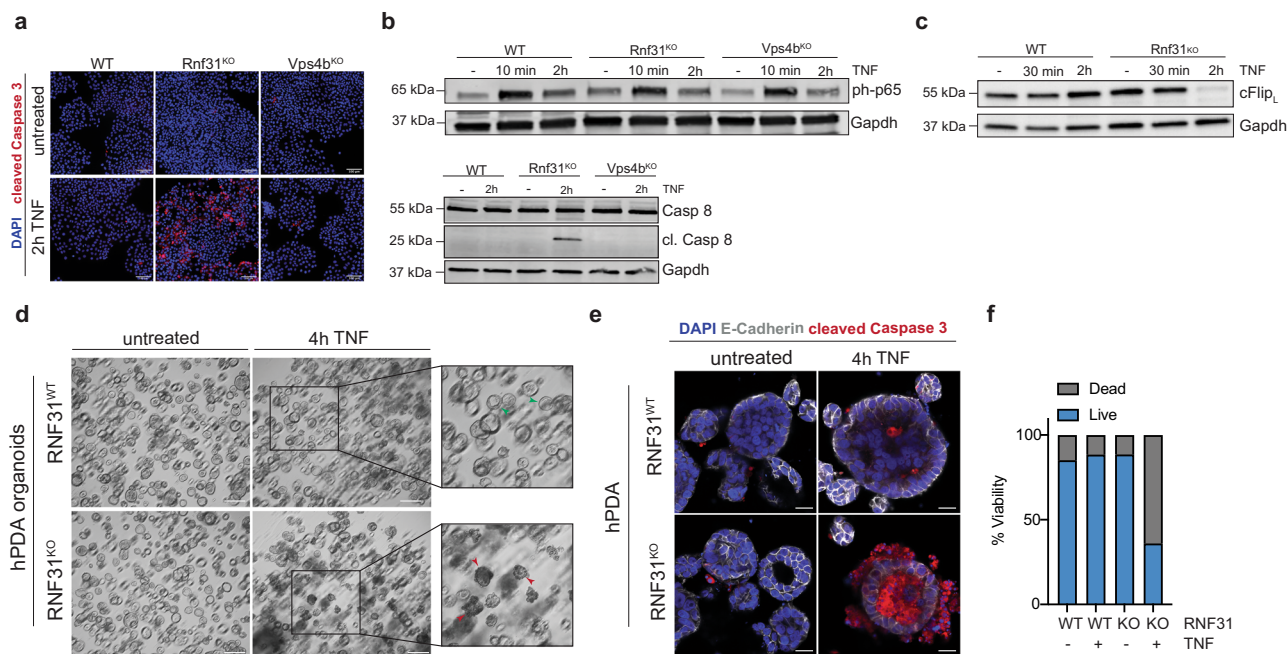 a
WT Rnf31KO Vps4bKO
DAPI cleaved Caspase 3
untreated
2h TNF
b
WT Rnf31KO Vps4bKO
- 10 min 2h - 10 min 2h - 10 min 2h TNF
65 kDa ph-p65
37 kDa Gapdh
WT Rnf31KO Vps4bKO
- 2h - 2h - 2h TNF
55 kDa Casp 8
25 kDa cl. Casp 8
37 kDa Gapdh
c
WT Rnf31KO
- 30 min 2h - 30 min 2h TNF
55 kDa cFlipL
37 kDa Gapdh
d
untreated 4h TNF
hPDA organoids
RNF31WT
RNF31KO
e
DAPI E-Cadherin cleaved Caspase 3
untreated 4h TNF
hPDA
RNF31WT
RNF31KO
f
Dead
Live
% Viability
100
50
0
WT WT KO KO RNF31
- + - + TNF